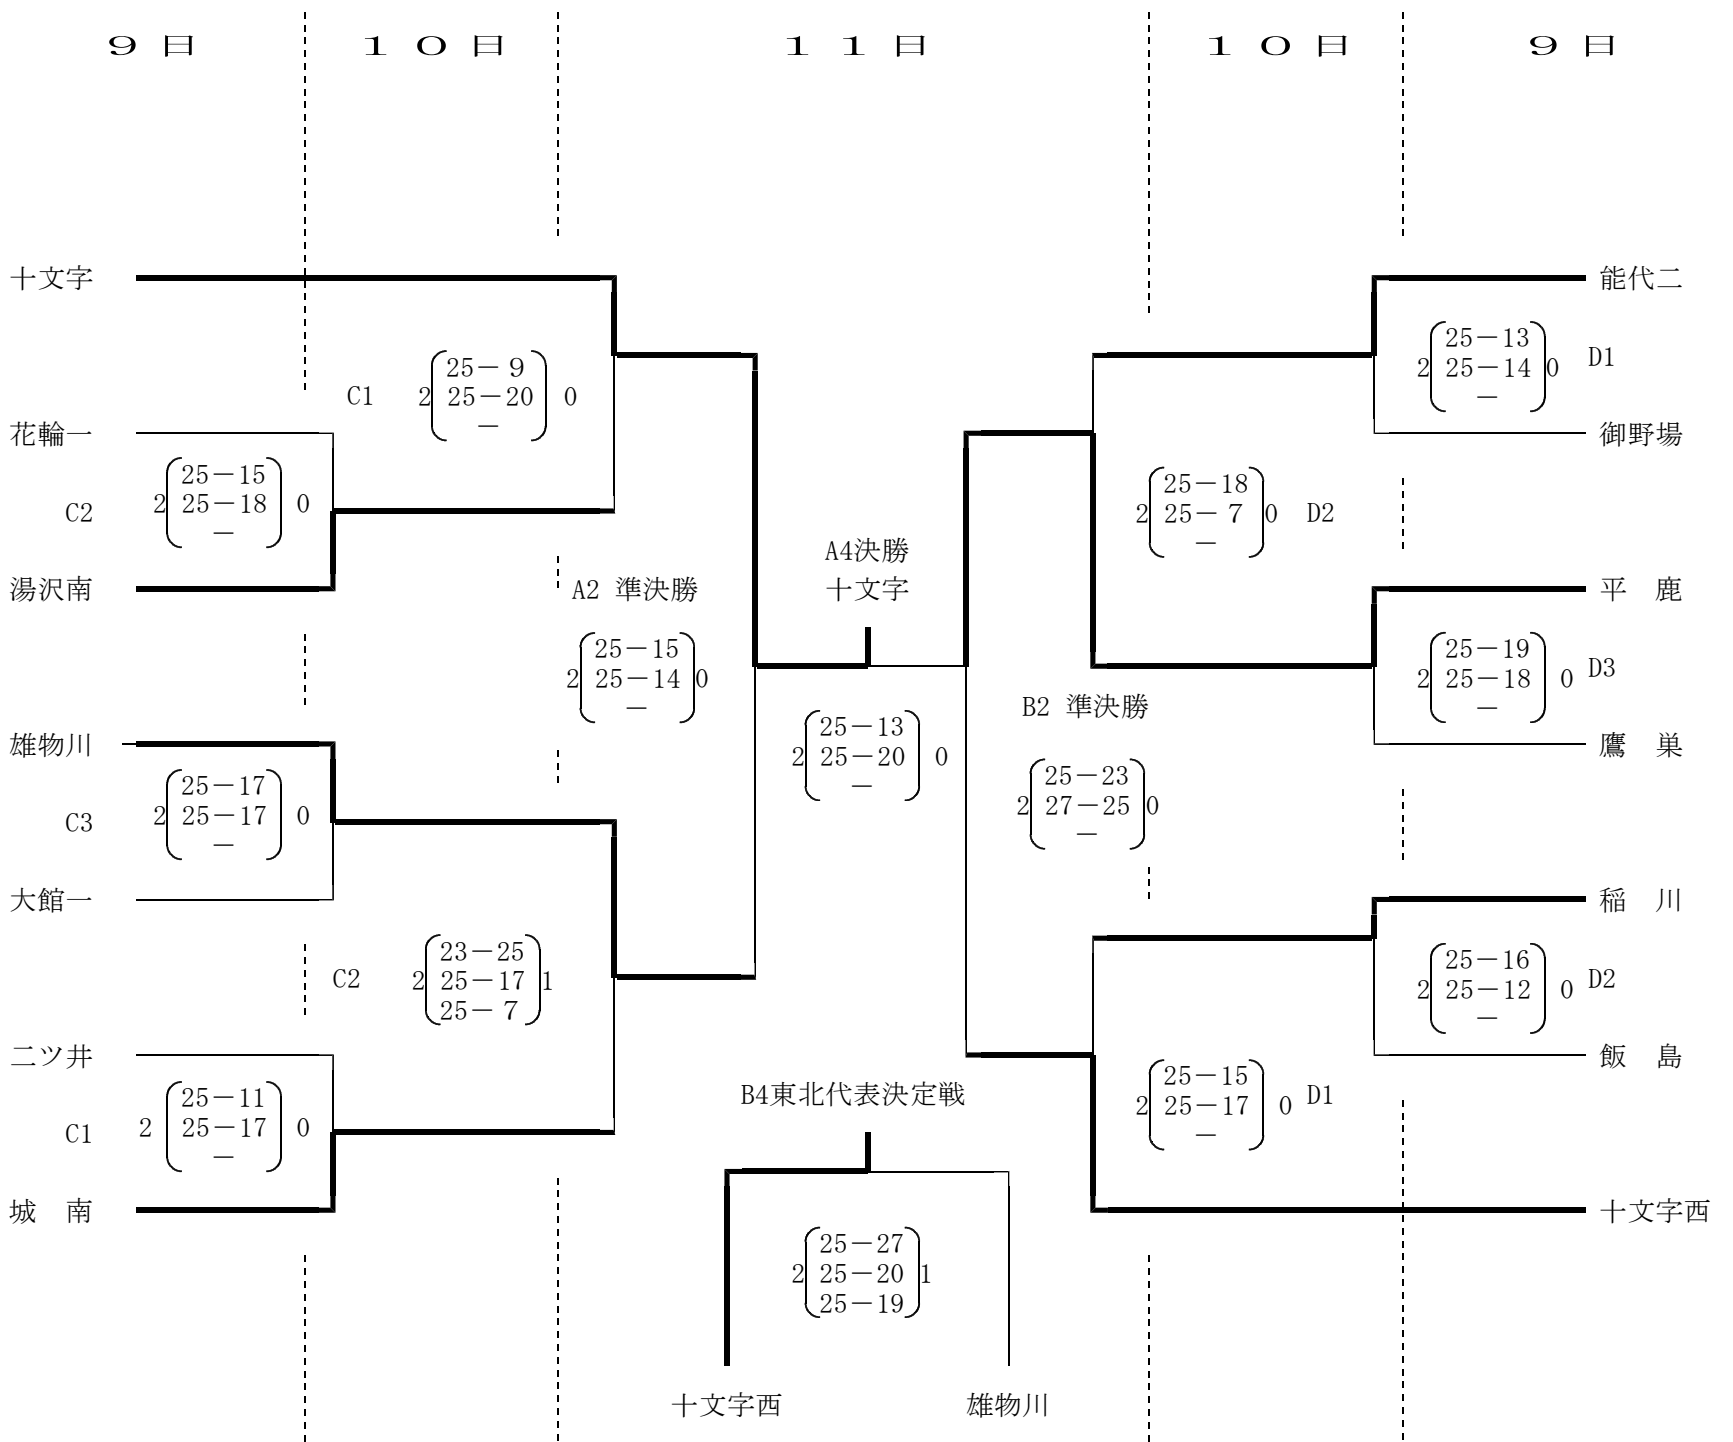 ９日　１０日　１１日　１０日　９日
十文字
能代二
25－13
2 25－14 0 D1
－
25－ 9
C1 2 25－20 0
－
花輪一
御野場
25－15
C2 2 25－18 0
－
25－18
2 25－ 7 0 D2
－
A4決勝
十文字
湯沢南
A2 準決勝
平　鹿
25－15
2 25－14 0
－
25－19
2 25－18 0 D3
－
B2 準決勝
25－13
2 25－20 0
－
雄物川
鷹　巣
25－17
C3 2 25－17 0
－
25－23
2 27－25 0
－
大館一
稲　川
23－25
C2 2 25－17 1
25－ 7
25－16
2 25－12 0 D2
－
二ツ井
飯　島
25－11
C1 2 25－17 0
－
B4東北代表決定戦
25－15
2 25－17 0 D1
－
城　南
十文字西
25－27
2 25－20 1
25－19
十文字西
雄物川